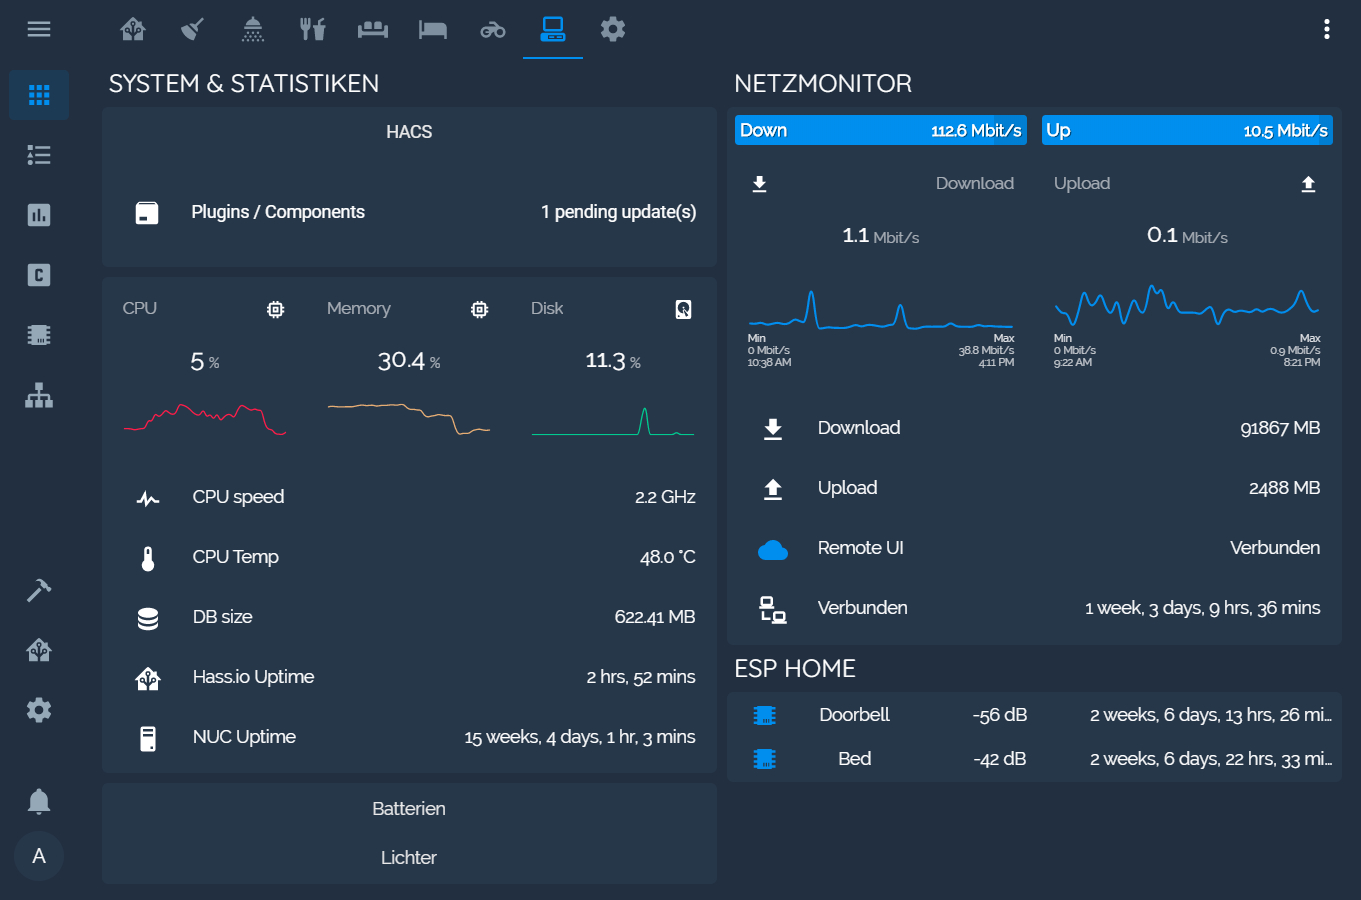 SYSTEM & STATISTIKEN
HACS
Plugins / Components 1 pending update(s)
CPU Memory Disk
5 % 30.4 % 11.3 %
CPU speed 2.2 GHz
CPU Temp 48.0 °C
DB size 622.41 MB
Hass.io Uptime 2 hrs, 52 mins
NUC Uptime 15 weeks, 4 days, 1 hr, 3 mins
Batterien
Lichter
C
A
NETZMONITOR
Down 112.6 Mbit/s Up 10.5 Mbit/s
Download Upload
1.1 Mbit/s 0.1 Mbit/s
Min Max Min Max
0 Mbit/s 38.8 Mbit/s 0 Mbit/s 0.9 Mbit/s
10:38 AM 4:11 PM 9:22 AM 8:21 PM
Download 91867 MB
Upload 2488 MB
Remote UI Verbunden
Verbunden 1 week, 3 days, 9 hrs, 36 mins
ESP HOME
Doorbell -56 dB 2 weeks, 6 days, 13 hrs, 26 mi...
Bed -42 dB 2 weeks, 6 days, 22 hrs, 33 mi...